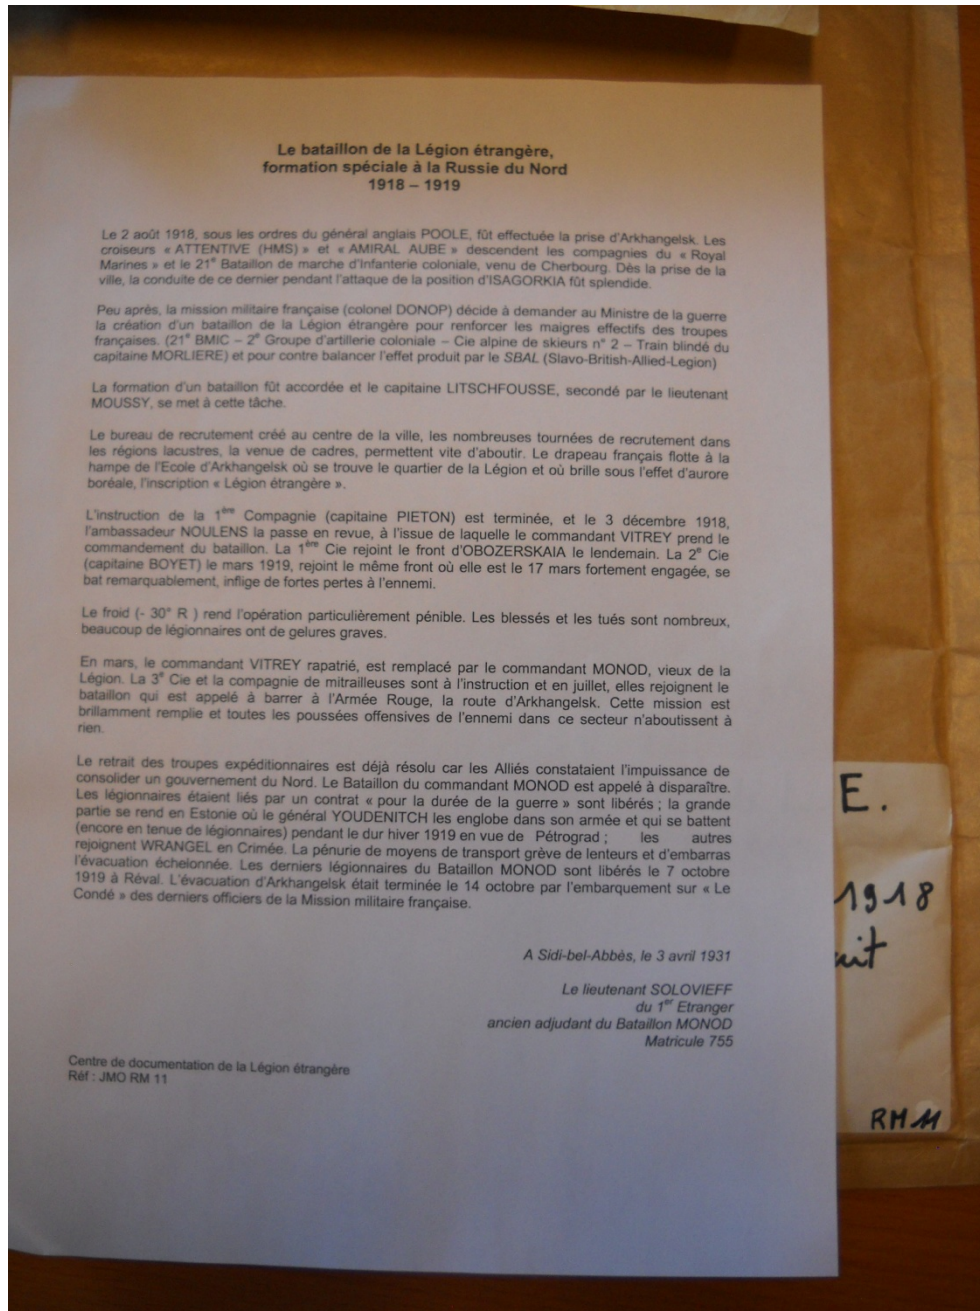 Le bataillon de la Légion étrangère,
formation spéciale à la Russie du Nord
1918 – 1919
Le 2 août 1918, sous les ordres du général anglais POOLE, fût effectuée la prise d'Arkhangelsk. Les
croiseurs « ATTENTIVE (HMS) » et « AMIRAL AUBE » descendent les compagnies du « Royal
Marines » et le 21e Bataillon de marche d'Infanterie coloniale, venu de Cherbourg. Dès la prise de la
ville, la conduite de ce dernier pendant l'attaque de la position d'ISAGORKIA fût splendide.
Peu après, la mission militaire française (colonel DONOP) décide à demander au Ministre de la guerre
la création d'un bataillon de la Légion étrangère pour renforcer les maigres effectifs des troupes
françaises. (21e BMIC – 2e Groupe d'artillerie coloniale – Cie alpine de skieurs n° 2 – Train blindé du
capitaine MORLIERE) et pour contre balancer l'effet produit par le SBAL (Slavo-British-Allied-Legion)
La formation d'un bataillon fût accordée et le capitaine LITSCHFOUSSE, secondé par le lieutenant
MOUSSY, se met à cette tâche.
Le bureau de recrutement créé au centre de la ville, les nombreuses tournées de recrutement dans
les régions lacustres, la venue de cadres, permettent vite d'aboutir. Le drapeau français flotte à la
hampe de l'Ecole d'Arkhangelsk où se trouve le quartier de la Légion et où brille sous l'effet d'aurore
boréale, l'inscription « Légion étrangère ».
L'instruction de la 1ère Compagnie (capitaine PIETON) est terminée, et le 3 décembre 1918,
l'ambassadeur NOULENS la passe en revue, à l'issue de laquelle le commandant VITREY prend le
commandement du bataillon. La 1ère Cie rejoint le front d'OBOZERSKAIA le lendemain. La 2e Cie
(capitaine BOYET) le mars 1919, rejoint le même front où elle est le 17 mars fortement engagée, se
bat remarquablement, inflige de fortes pertes à l'ennemi.
Le froid (- 30° R ) rend l'opération particulièrement pénible. Les blessés et les tués sont nombreux,
beaucoup de légionnaires ont de gelures graves.
En mars, le commandant VITREY rapatrié, est remplacé par le commandant MONOD, vieux de la
Légion. La 3e Cie et la compagnie de mitrailleuses sont à l'instruction et en juillet, elles rejoignent le
bataillon qui est appelé à barrer à l'Armée Rouge, la route d'Arkhangelsk. Cette mission est
brillamment remplie et toutes les poussées offensives de l'ennemi dans ce secteur n'aboutissent à
rien.
Le retrait des troupes expéditionnaires est déjà résolu car les Alliés constataient l'impuissance de
consolider un gouvernement du Nord. Le Bataillon du commandant MONOD est appelé à disparaître.
Les légionnaires étaient liés par un contrat « pour la durée de la guerre » sont libérés ; la grande
partie se rend en Estonie où le général YOUDENITCH les englobe dans son armée et qui se battent
(encore en tenue de légionnaires) pendant le dur hiver 1919 en vue de Pétrograd ; les autres
rejoignent WRANGEL en Crimée. La pénurie de moyens de transport grève de lenteurs et d'embarras
l'évacuation échelonnée. Les derniers légionnaires du Bataillon MONOD sont libérés le 7 octobre
1919 à Réval. L'évacuation d'Arkhangelsk était terminée le 14 octobre par l'embarquement sur « Le
Condé » des derniers officiers de la Mission militaire française.
A Sidi-bel-Abbès, le 3 avril 1931
Le lieutenant SOLOVIEFF
du 1er Etranger
ancien adjudant du Bataillon MONOD
Matricule 755
Centre de documentation de la Légion étrangère
Réf : JMO RM 11
E.
1918
RM 11